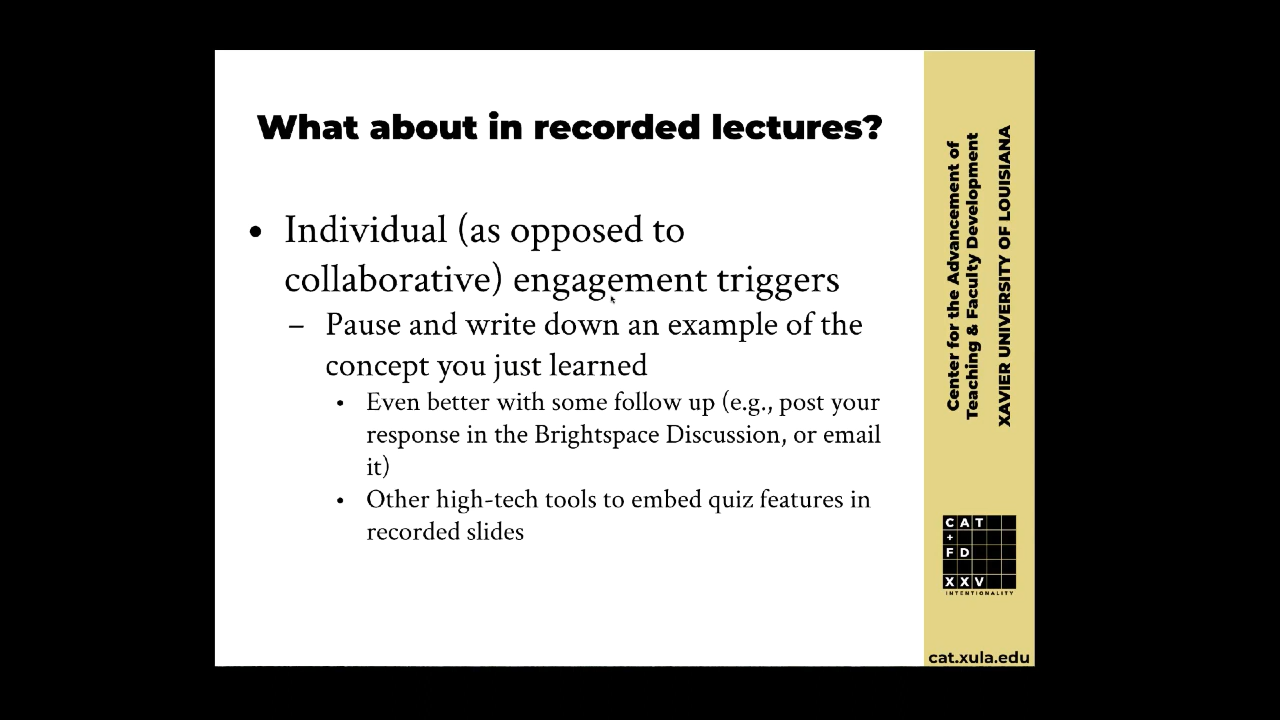 What about in recorded lectures?
• Individual (as opposed to
collaborative) engagement triggers
– Pause and write down an example of the
concept you just learned
• Even better with some follow up (e.g., post your
response in the Brightspace Discussion, or email
it)
• Other high-tech tools to embed quiz features in
recorded slides
Center for the Advancement of
Teaching & Faculty Development
XAVIER UNIVERSITY OF LOUISIANA
CAT
+
FD
XXV
INTENTIONALITY
cat.xula.edu